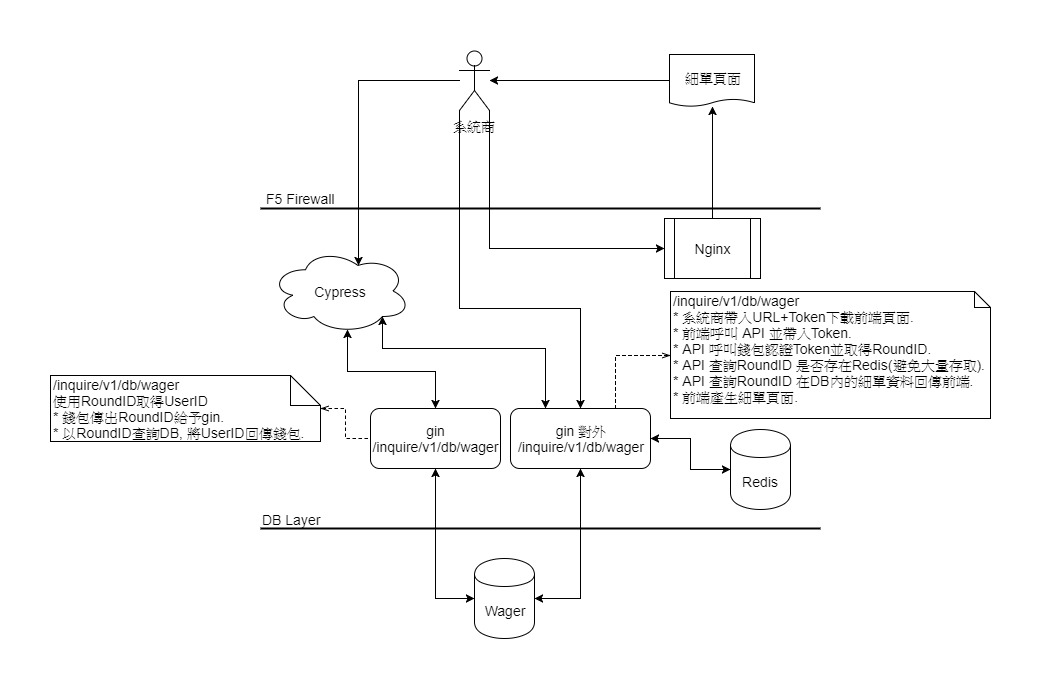 細單頁面
系統商
F5 Firewall
Nginx
Cypress
/inquire/v1/db/wager
* 系統商帶入URL+Token下載前端頁面.
* 前端呼叫 API 並帶入Token.
* API 呼叫錢包認證Token並取得RoundID.
* API 查詢RoundID 是否存在Redis(避免大量存取).
* API 查詢RoundID 在DB內的細單資料回傳前端.
* 前端產生細單頁面.
/inquire/v1/db/wager
使用RoundID取得UserID
* 錢包傳出RoundID給予gin.
* 以RoundID查詢DB, 將UserID回傳錢包.
gin
/inquire/v1/db/wager
gin 對外
/inquire/v1/db/wager
Redis
DB Layer
Wager